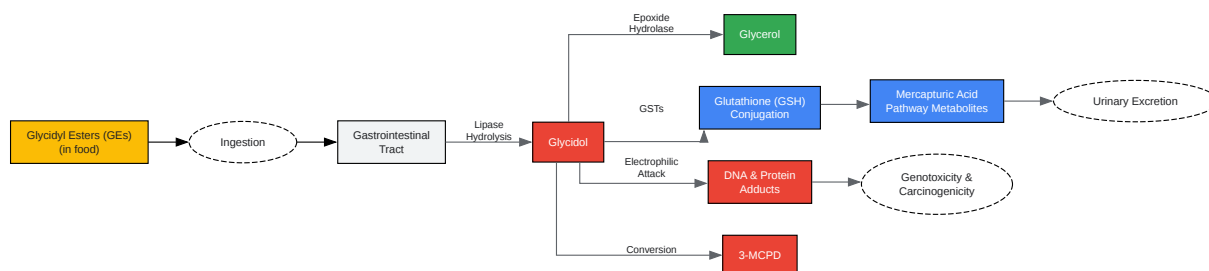 Epoxide
Hydrolase
Glycerol
GSTs
Glutathione (GSH)
Conjugation
Mercapturic Acid
Pathway Metabolites
Urinary Excretion
Glycidyl Esters (GEs)
(in food)
Ingestion
Gastrointestinal
Tract
Lipase
Hydrolysis
Glycidol
Electrophilic
Attack
DNA & Protein
Adducts
Genotoxicity &
Carcinogenicity
Conversion
3-MCPD